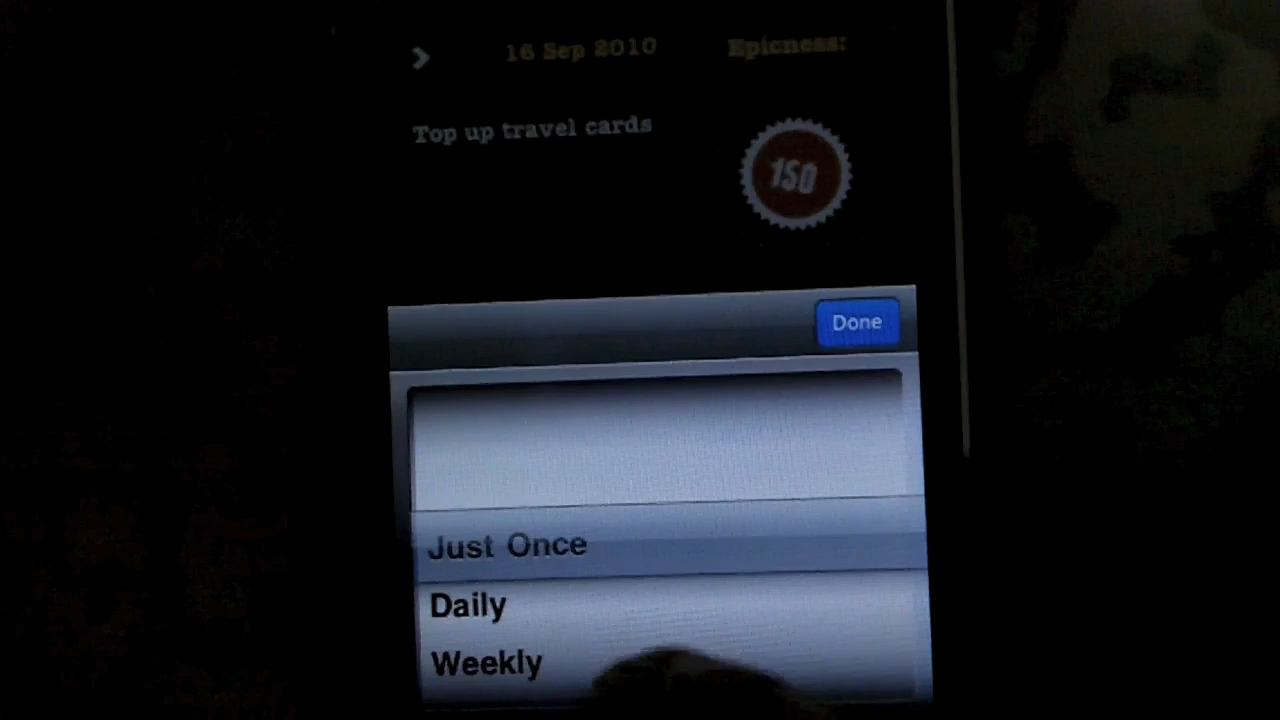 16 Sep 2010 Epicness:
Top up travel cards
150
Done
Just Once
Daily
Weekly